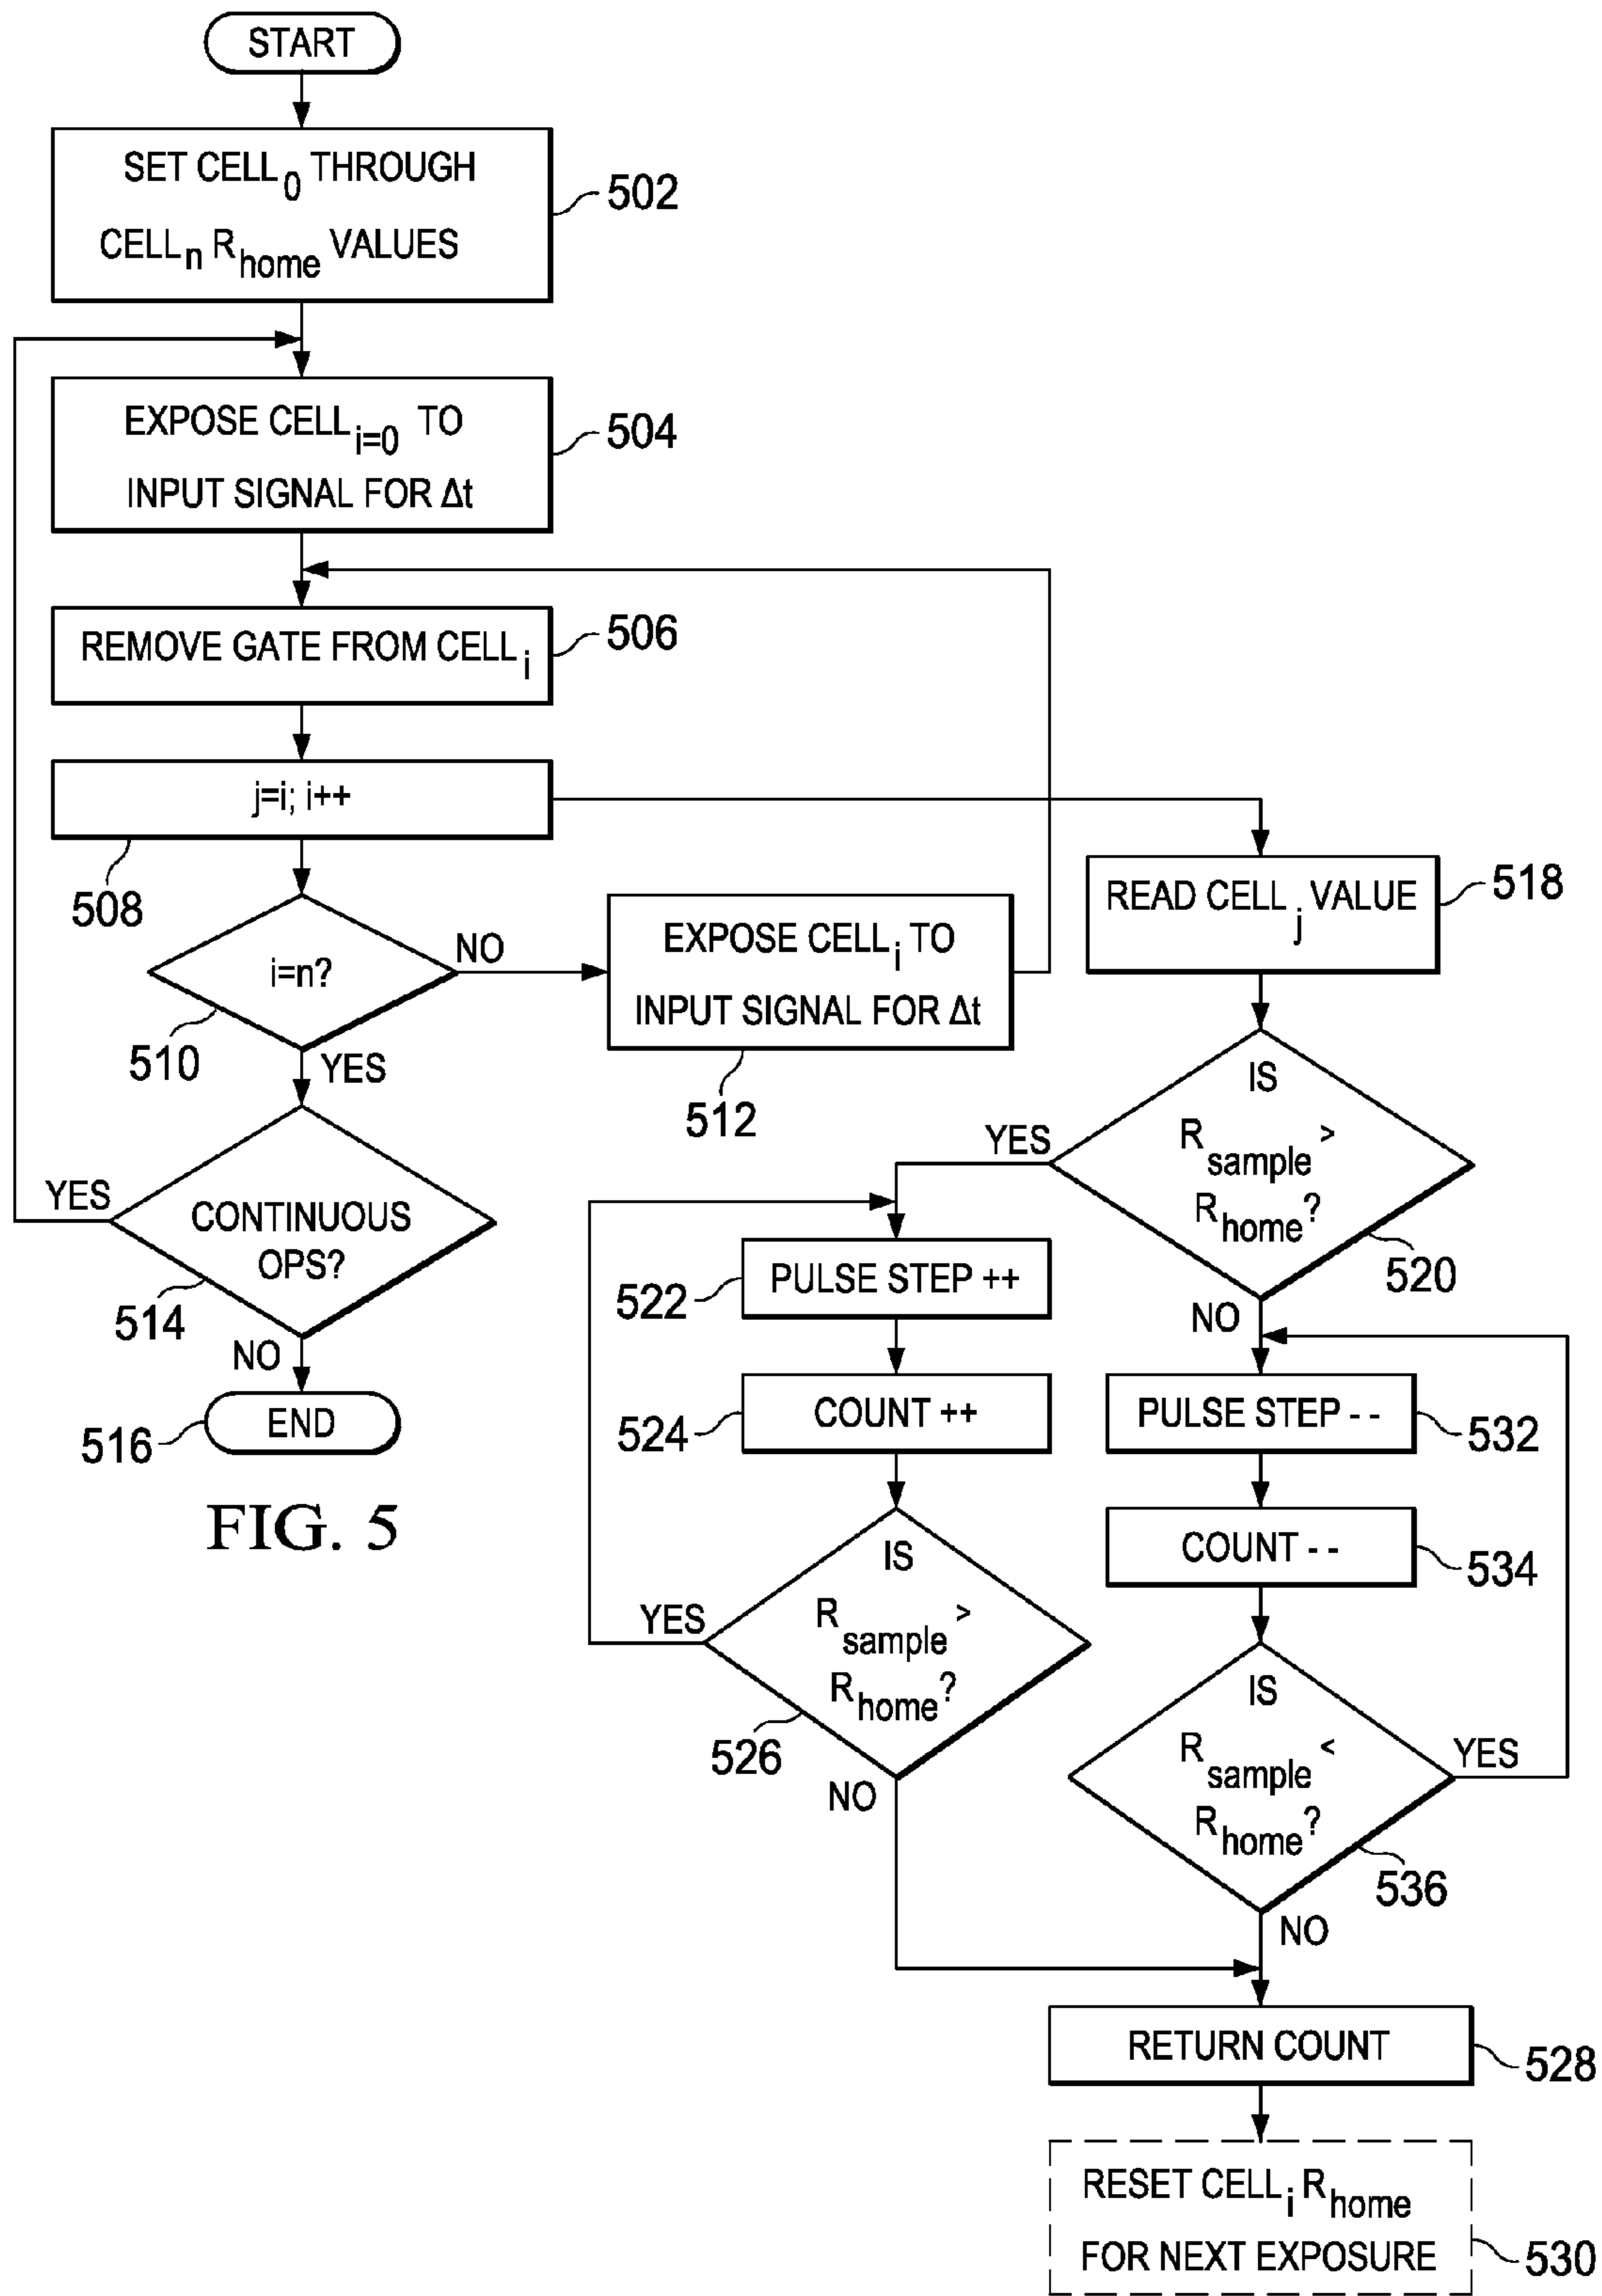 START
SET CELL0 THROUGH
CELLn Rhome VALUES
502
EXPOSE CELLi=0 TO
INPUT SIGNAL FOR Δt
504
REMOVE GATE FROM CELLi
506
j=i; i++
508
i=n?
NO
510
YES
EXPOSE CELLi TO
INPUT SIGNAL FOR Δt
512
CONTINUOUS
OPS?
YES
514
NO
END
516
FIG. 5
READ CELLj VALUE
518
IS
Rsample >
Rhome?
YES
520
NO
PULSE STEP ++
522
COUNT ++
524
IS
Rsample >
Rhome?
YES
526
NO
PULSE STEP - -
532
COUNT - -
534
IS
Rsample <
Rhome?
YES
536
NO
RETURN COUNT
528
RESET CELLi Rhome
FOR NEXT EXPOSURE
530